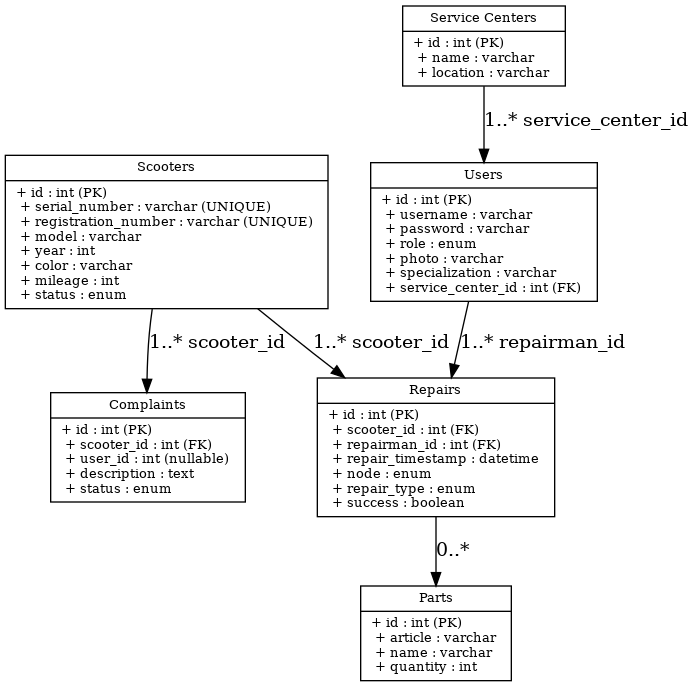 Service Centers
+ id : int (PK)
+ name : varchar
+ location : varchar
1..* service_center_id
Scooters
+ id : int (PK)
+ serial_number : varchar (UNIQUE)
+ registration_number : varchar (UNIQUE)
+ model : varchar
+ year : int
+ color : varchar
+ mileage : int
+ status : enum
Users
+ id : int (PK)
+ username : varchar
+ password : varchar
+ role : enum
+ photo : varchar
+ specialization : varchar
+ service_center_id : int (FK)
1..* scooter_id
1..* scooter_id
1..* repairman_id
Complaints
+ id : int (PK)
+ scooter_id : int (FK)
+ user_id : int (nullable)
+ description : text
+ status : enum
Repairs
+ id : int (PK)
+ scooter_id : int (FK)
+ repairman_id : int (FK)
+ repair_timestamp : datetime
+ node : enum
+ repair_type : enum
+ success : boolean
0..*
Parts
+ id : int (PK)
+ article : varchar
+ name : varchar
+ quantity : int